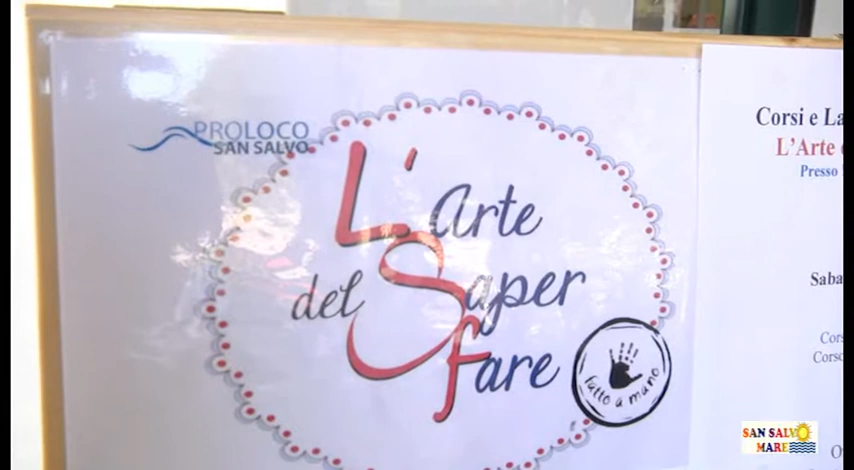 PROLOCO
SAN SALVO
L'Arte
del Saper
fare
fatto a mano
Corsi e La
L'Arte
Presso
Saba
Cors
Corso
O
SAN SALVO
MARE